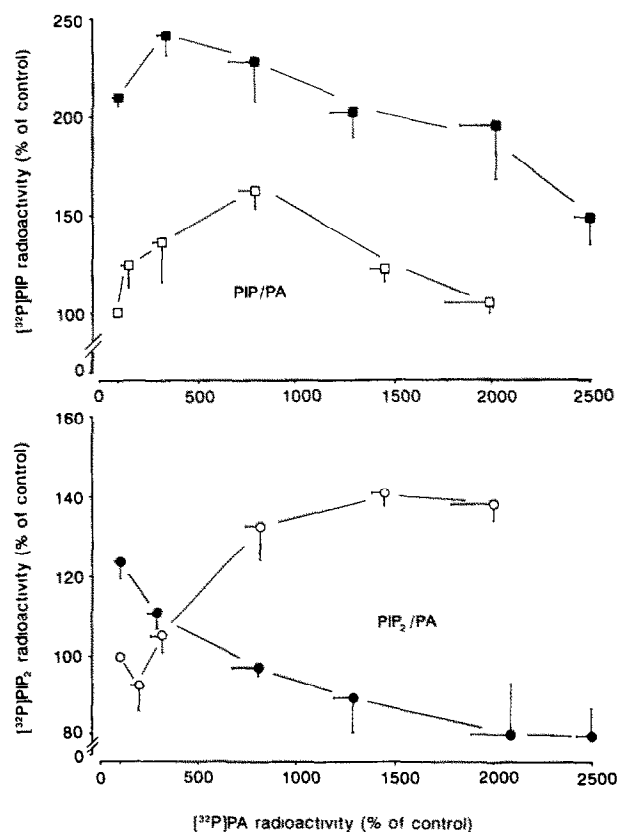 250
200
150
100
0
[³²P]PIP radioactivity (% of control)
PIP/PA
500 1000 1500 2000 2500
160
140
120
100
80
0
[³²P]PIP₂ radioactivity (% of control)
PIP₂/PA
0 500 1000 1500 2000 2500
[³²P]PA radioactivity (% of control)